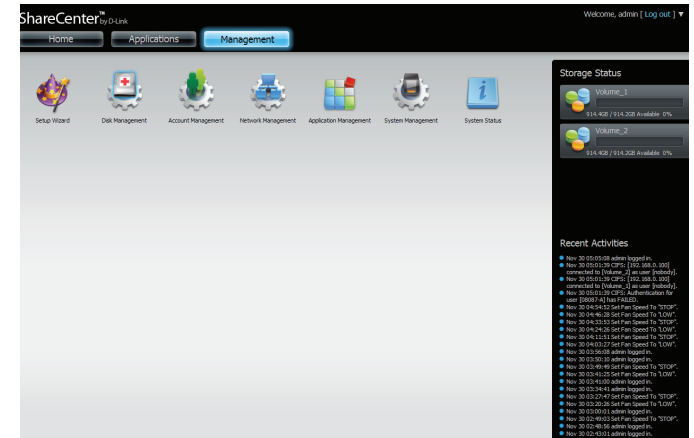 ShareCenter™ by D-Link
Welcome, admin [ Log out ] ▼
Home Applications Management
Setup Wizard Disk Management Account Management Network Management Application Management System Management System Status
Storage Status
Volume_1
914.4GB / 914.2GB Available 0%
Volume_2
914.4GB / 914.2GB Available 0%
Recent Activities
Nov 30 05:05:08 admin logged in.
Nov 30 05:01:39 CIFS: [192.168.0.100]
connected to [Volume_2] as user [nobody].
Nov 30 05:01:39 CIFS: [192.168.0.100]
connected to [Volume_1] as user [nobody].
Nov 30 05:01:39 CIFS: Authentication for
user [08087-A] has FAILED.
Nov 30 04:54:52 Set Fan Speed To "STOP".
Nov 30 04:46:28 Set Fan Speed To "LOW".
Nov 30 04:33:53 Set Fan Speed To "STOP".
Nov 30 04:24:26 Set Fan Speed To "LOW".
Nov 30 04:11:51 Set Fan Speed To "STOP".
Nov 30 04:03:27 Set Fan Speed To "LOW".
Nov 30 03:56:08 admin logged in.
Nov 30 03:50:10 admin logged in.
Nov 30 03:49:49 Set Fan Speed To "STOP".
Nov 30 03:41:25 Set Fan Speed To "LOW".
Nov 30 03:41:00 admin logged in.
Nov 30 03:34:41 admin logged in.
Nov 30 03:27:47 Set Fan Speed To "STOP".
Nov 30 03:20:26 Set Fan Speed To "LOW".
Nov 30 03:00:01 admin logged in.
Nov 30 02:49:03 Set Fan Speed To "STOP".
Nov 30 02:48:56 admin logged in.
Nov 30 02:43:01 admin logged in.